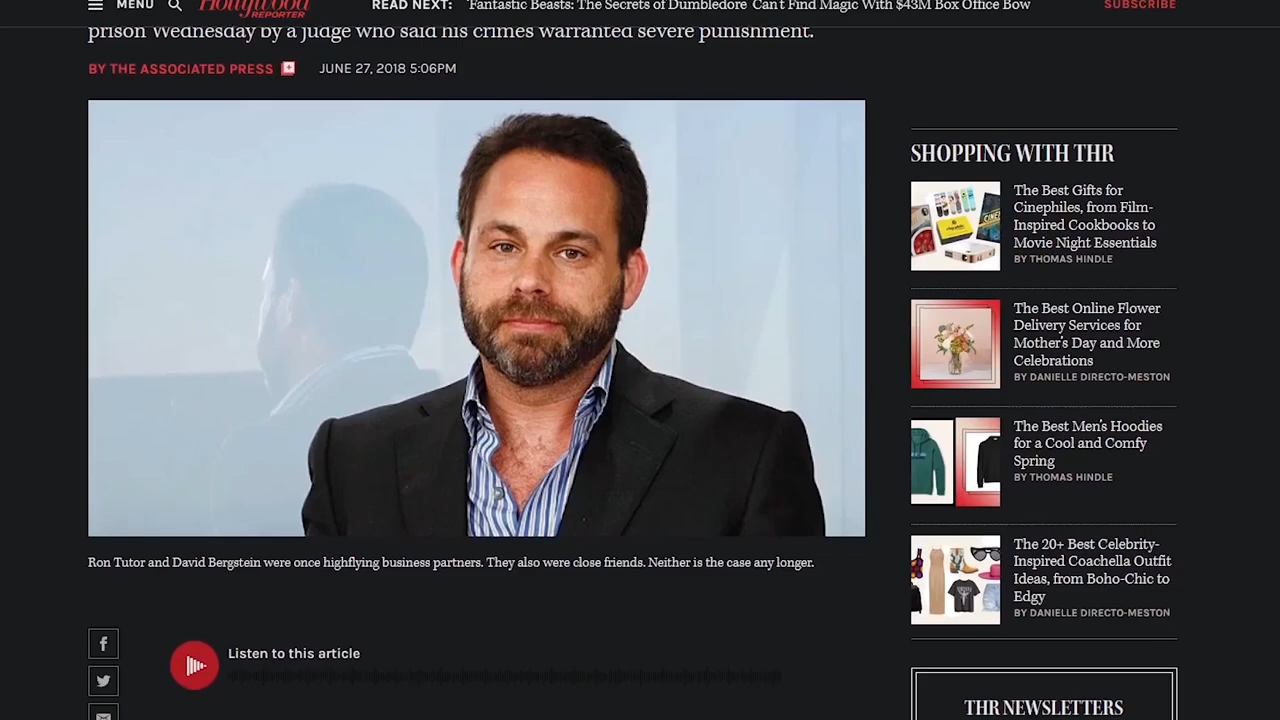 MENU
Hollywood
REPORTER
READ NEXT:
'Fantastic Beasts: The Secrets of Dumbledore' Can't Find Magic With $43M Box Office Bow
SUBSCRIBE
prison Wednesday by a judge who said his crimes warranted severe punishment.
BY THE ASSOCIATED PRESS
JUNE 27, 2018 5:06PM
Ron Tutor and David Bergstein were once highflying business partners. They also were close friends. Neither is the case any longer.
Listen to this article
SHOPPING WITH THR
The Best Gifts for
Cinephiles, from Film-
Inspired Cookbooks to
Movie Night Essentials
BY THOMAS HINDLE
The Best Online Flower
Delivery Services for
Mother's Day and More
Celebrations
BY DANIELLE DIRECTO-MESTON
The Best Men's Hoodies
for a Cool and Comfy
Spring
BY THOMAS HINDLE
The 20+ Best Celebrity-
Inspired Coachella Outfit
Ideas, from Boho-Chic to
Edgy
BY DANIELLE DIRECTO-MESTON
THR NEWSLETTERS